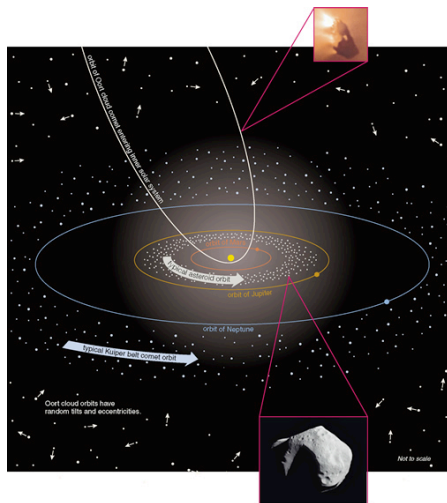 orbit of Oort cloud comet entering inner solar system
typical asteroid orbit
orbit of Jupiter
orbit of Neptune
typical Kuiper belt comet orbit
Oort cloud orbits have
random tilts and eccentricities.
Not to scale